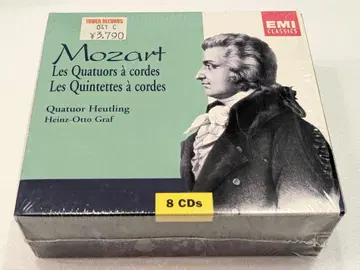 TOWER RECORDS
041 C
¥3,790
EMI
CLASSICS
Mozart
Les Quatuors à cordes
Les Quintettes à cordes
Quatuor Heutling
Heinz-Otto Graf
8 CDs